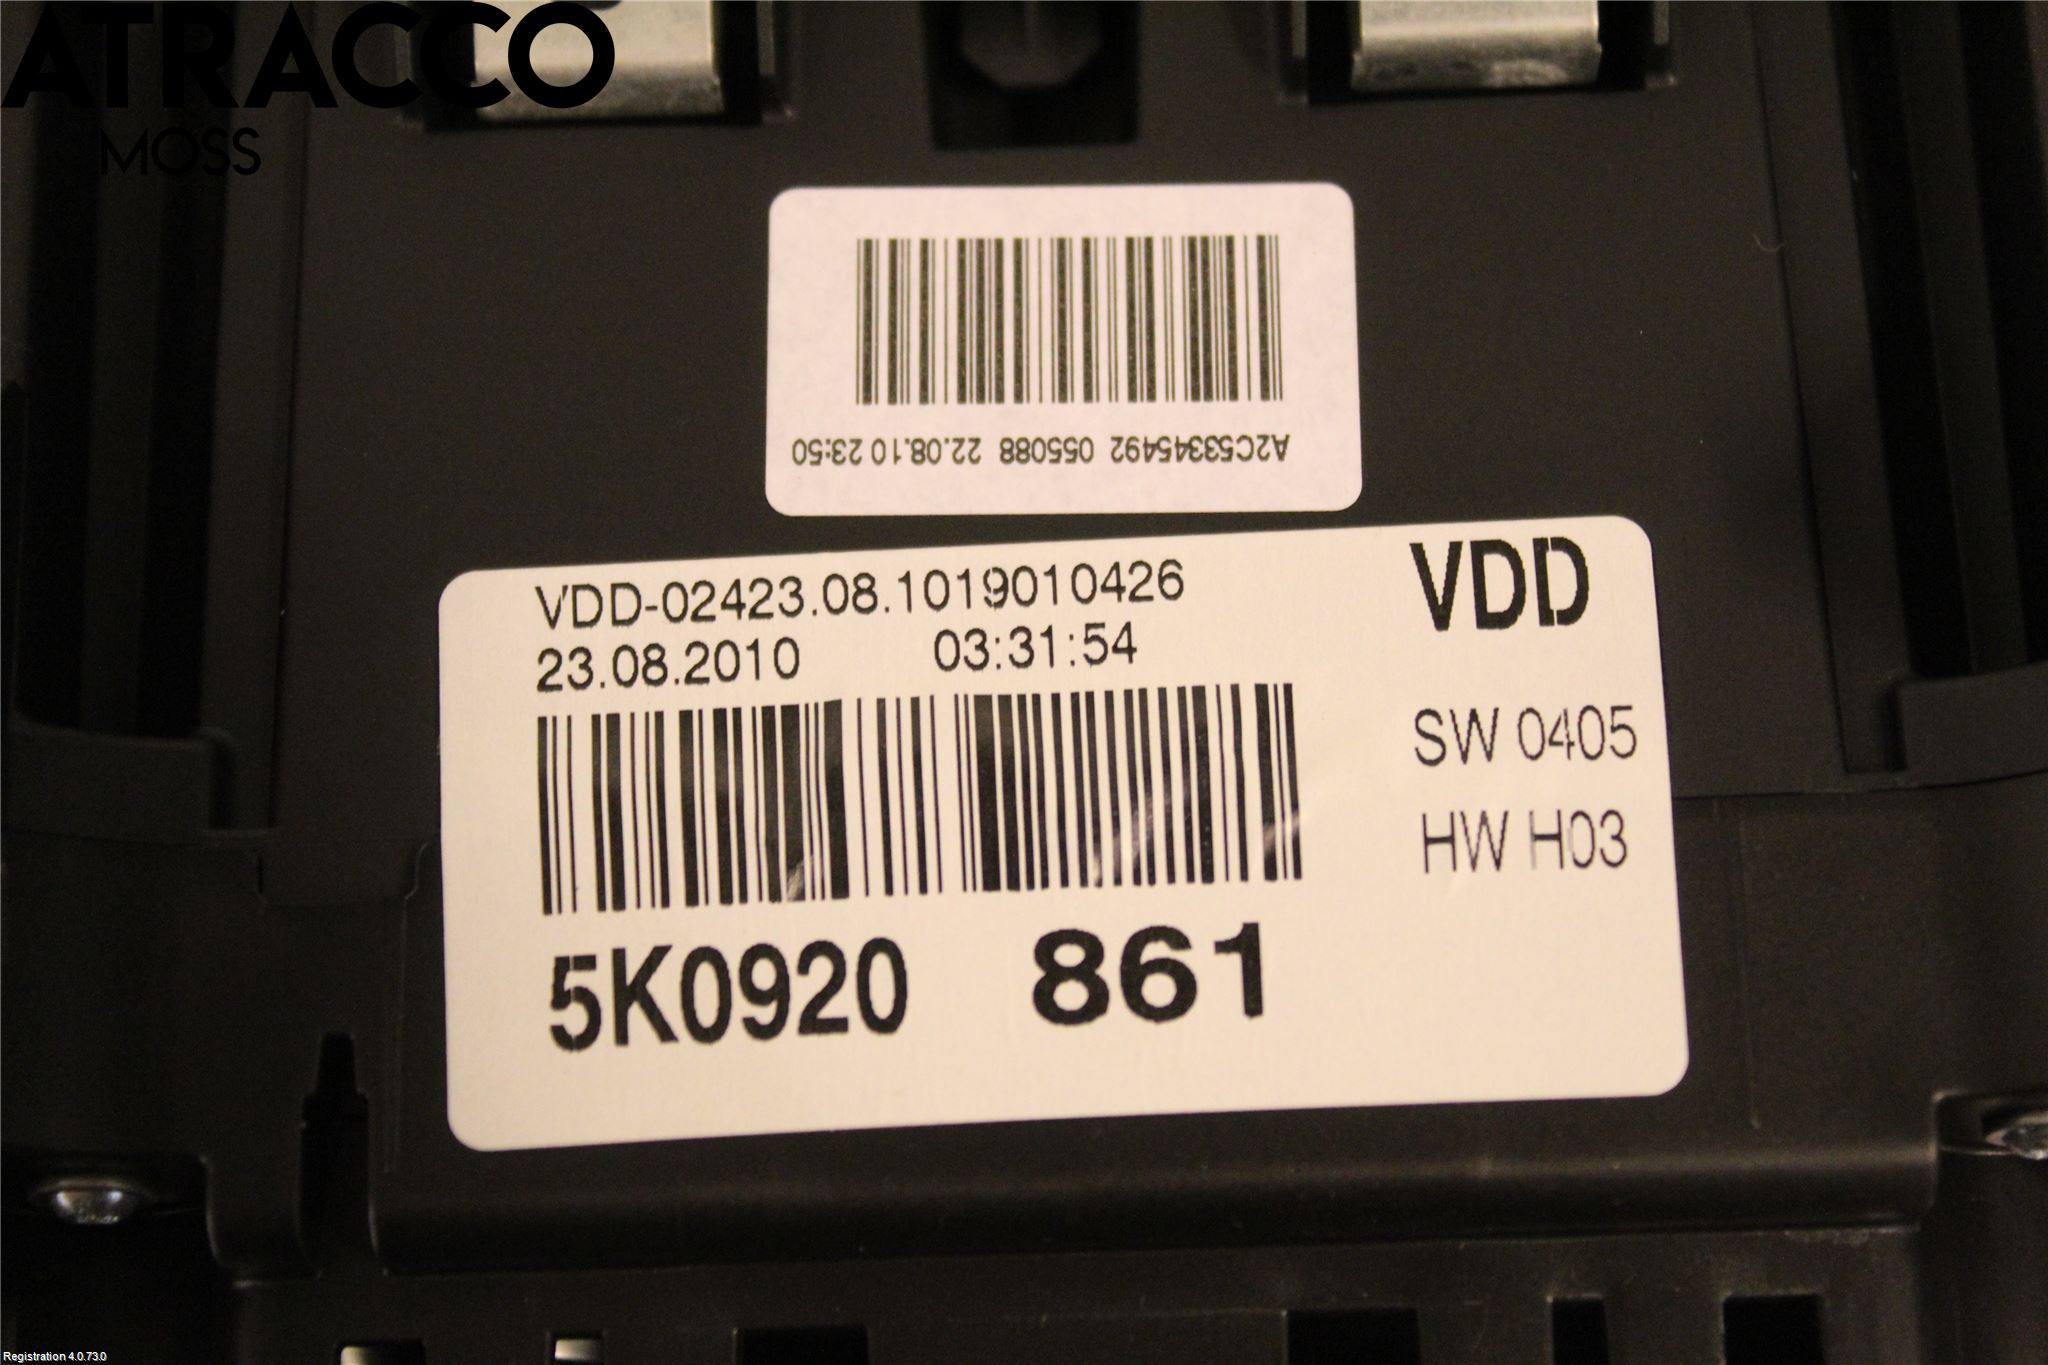 ATRACCO
MOSS
A2C53345492 055088 22.08.10 23:50
VDD-02423.08.1019010426
23.08.2010 03:31:54
VDD
SW 0405
HW H03
5K0920 861
Registration 4.0.73.0